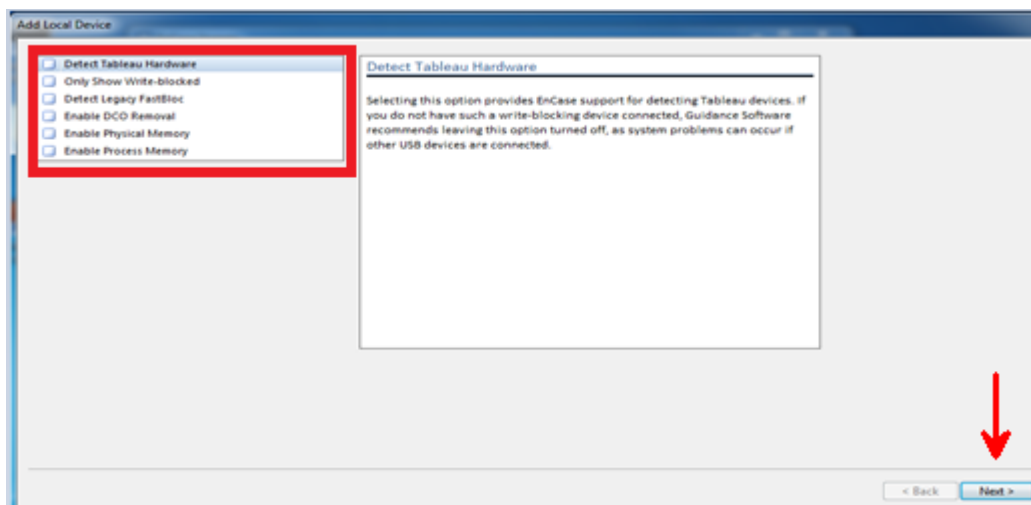 Add Local Device
Detect Tableau Hardware
Only Show Write-blocked
Detect Legacy FastBloc
Enable DCO Removal
Enable Physical Memory
Enable Process Memory
Detect Tableau Hardware
Selecting this option provides EnCase support for detecting Tableau devices. If
you do not have such a write-blocking device connected, Guidance Software
recommends leaving this option turned off, as system problems can occur if
other USB devices are connected.
< Back
Next >